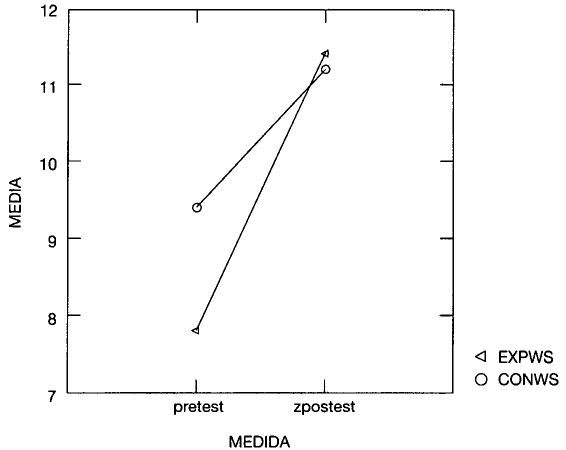 12
11
10
9
8
7
MEDIA
pretest zpostest
MEDIDA
EXPWS
CONWS